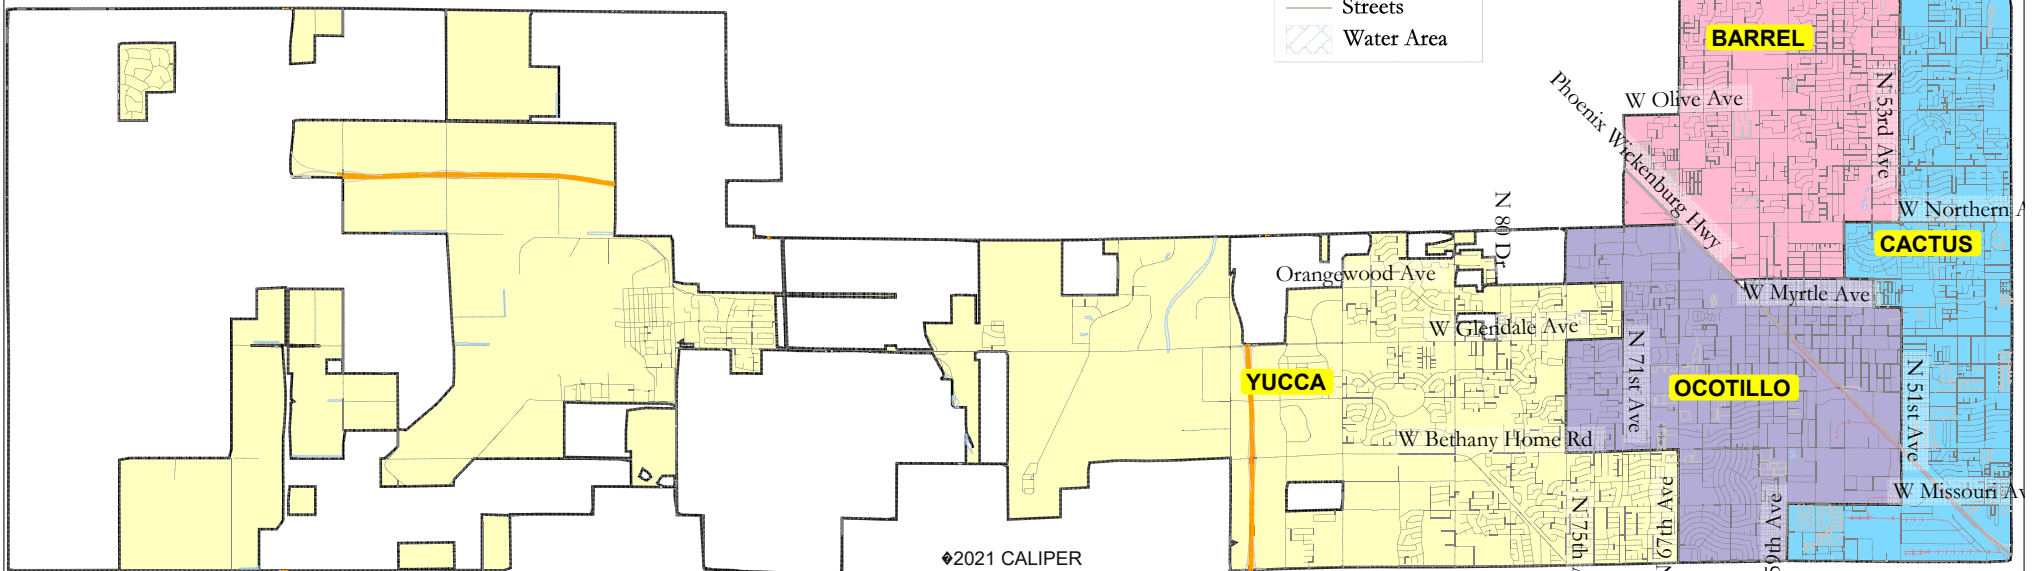 Streets
Water Area
BARREL
Phoenix Wickenburg Hwy
W Olive Ave
N 53rd Ave
N 80 Dr
W Northern A
CACTUS
Orangewood Ave
W Myrtle Ave
W Glendale Ave
N 71st Ave
YUCCA
OCOTILLO
N 51st Ave
W Bethany Home Rd
W Missouri Av
N 75th
N 67th Ave
59th Ave
�2021 CALIPER